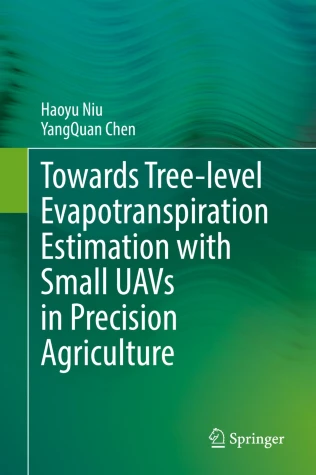 Haoyu Niu
YangQuan Chen
Towards Tree-level
Evapotranspiration
Estimation with
Small UAVs
in Precision
Agriculture
Springer